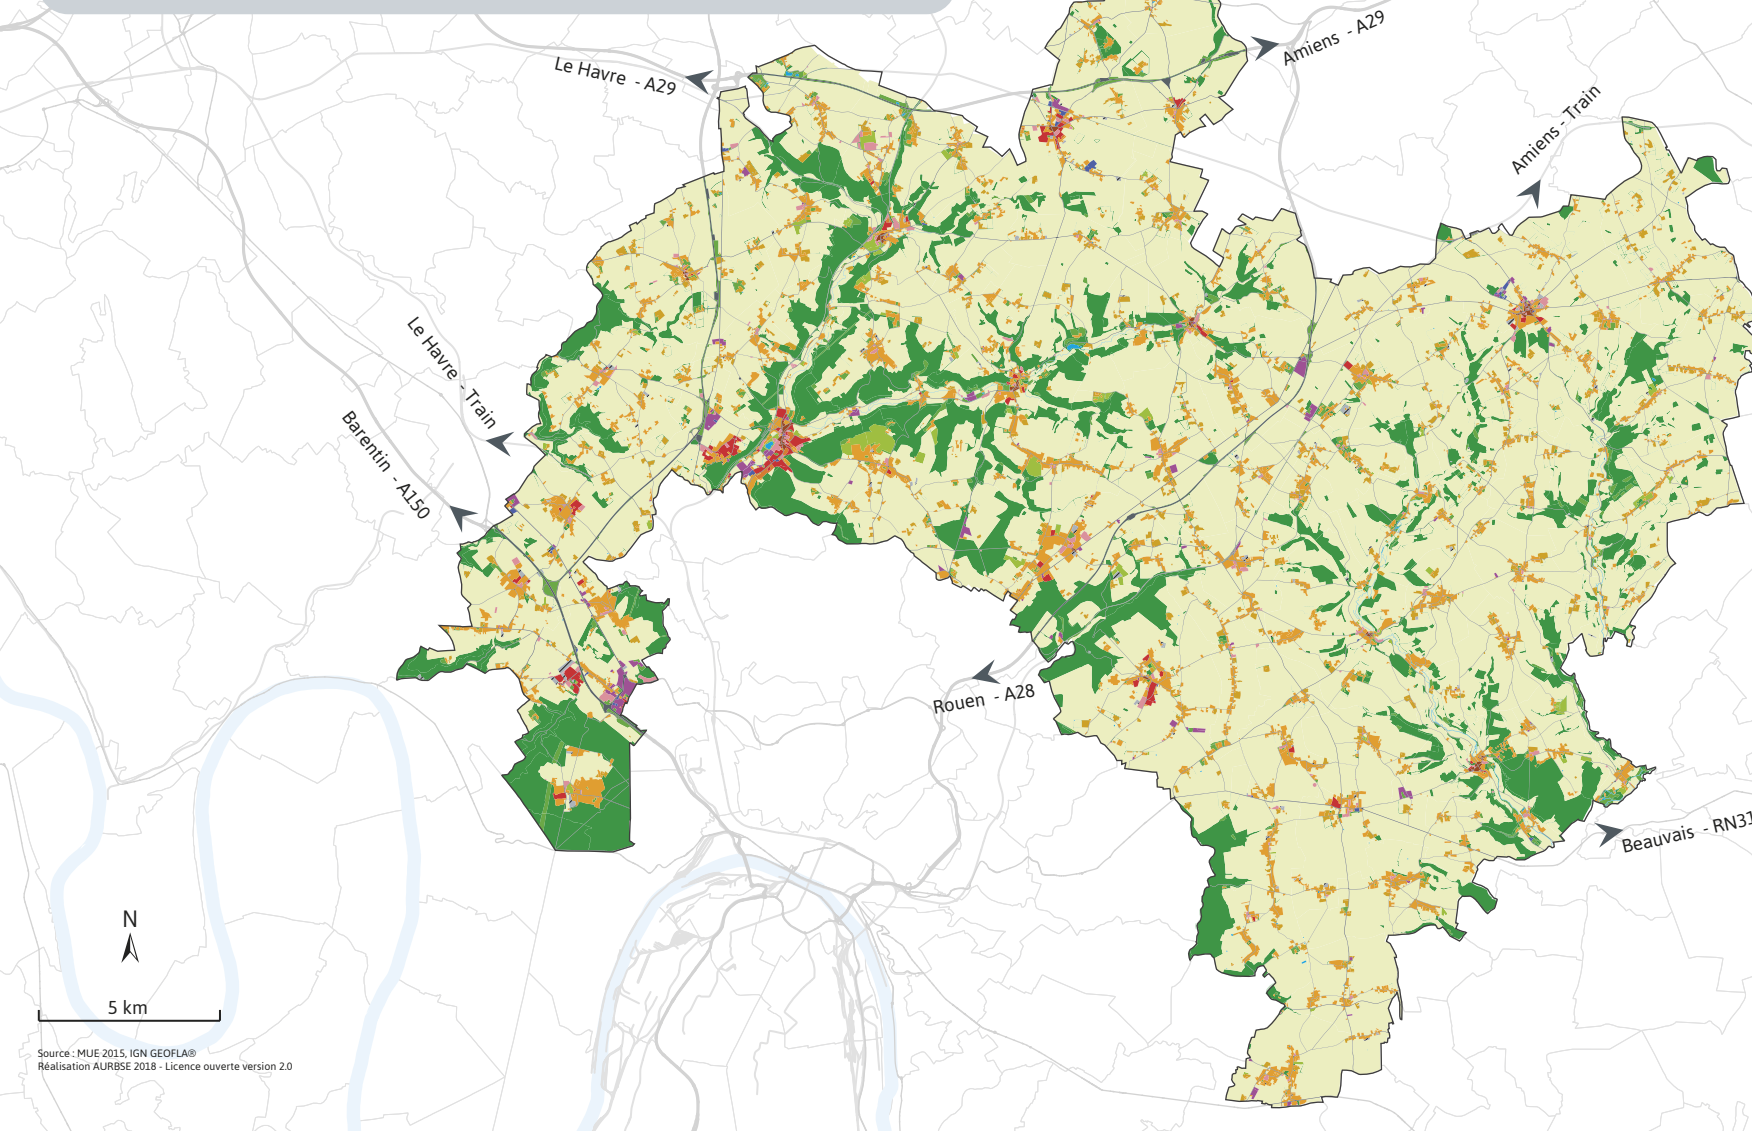 Amiens - A29
Le Havre - A29
Amiens - Train
Le Havre - Train
Barentin - A150
Rouen - A28
Beauvais - RN31
N
5 km
Source : MUE 2015, IGN GEOFLA®
Réalisation AURBSE 2018 - Licence ouverte version 2.0